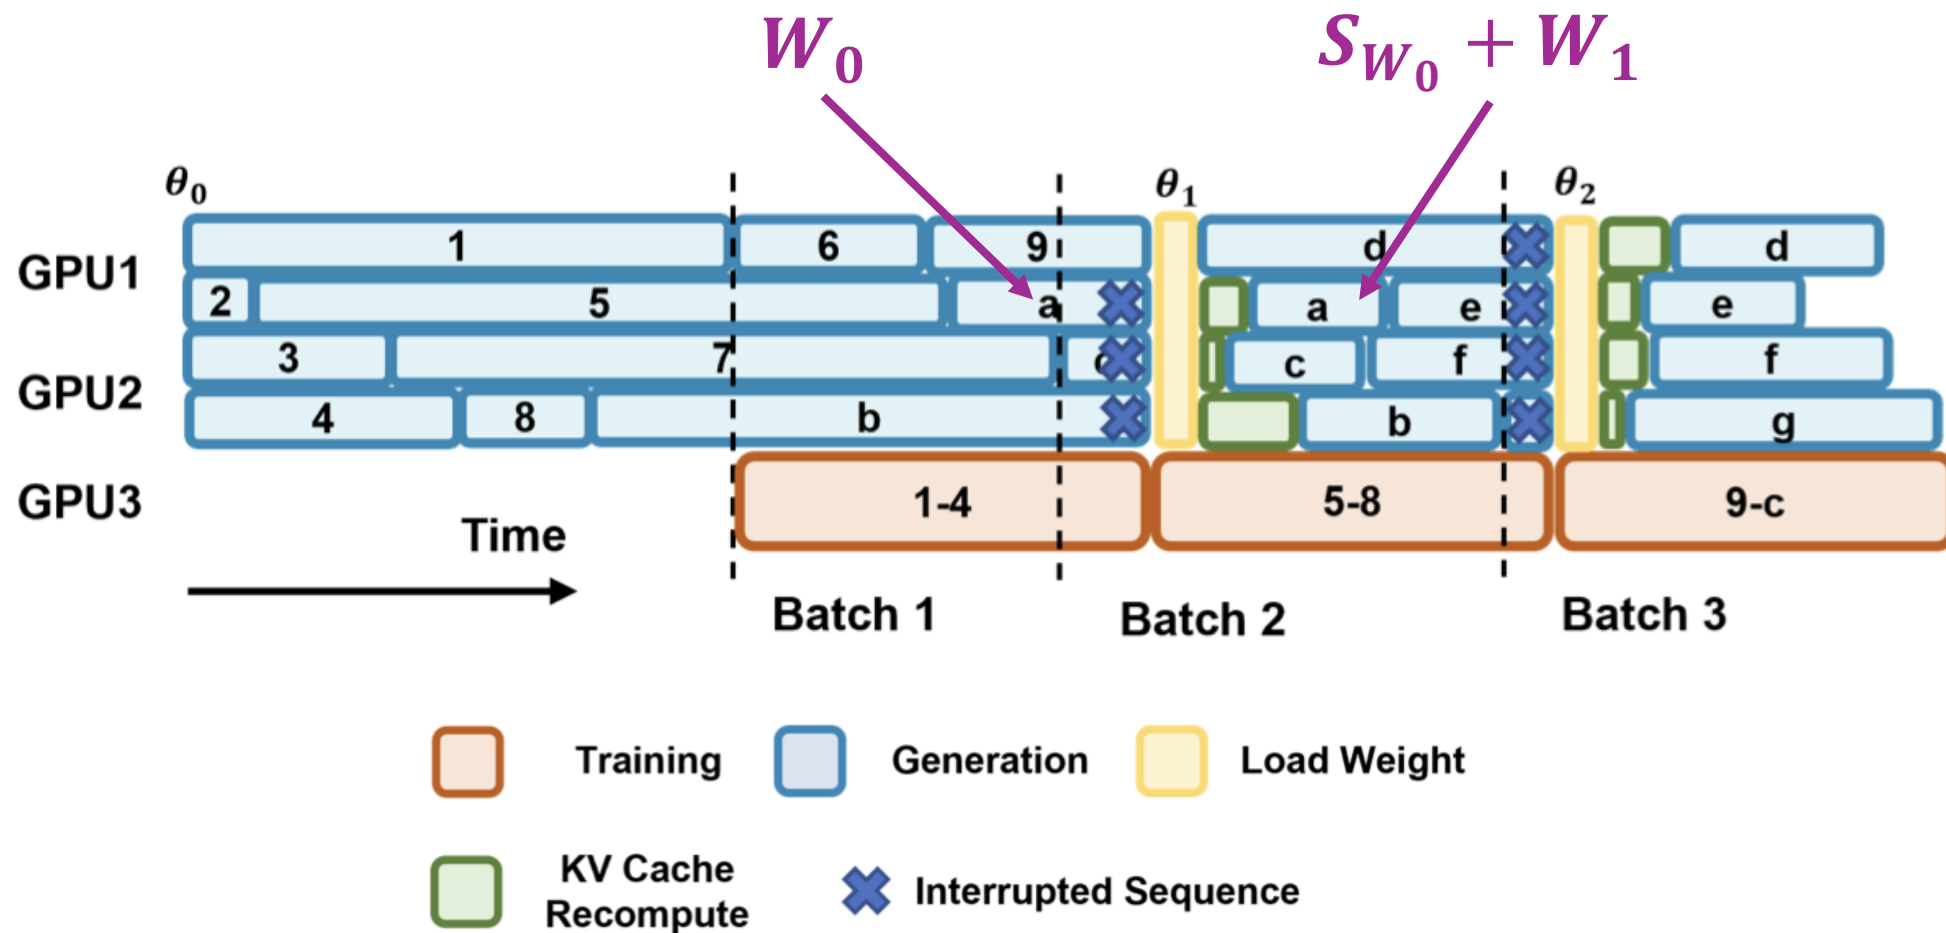 W₀
S_{W₀} + W₁
θ₀
θ₁
θ₂
GPU1
1
6
9
d
d
2
5
a
a
e
e
GPU2
3
7
c
f
f
4
8
b
b
g
GPU3
1-4
5-8
9-c
Time
Batch 1
Batch 2
Batch 3
Training
Generation
Load Weight
KV Cache
Recompute
Interrupted Sequence